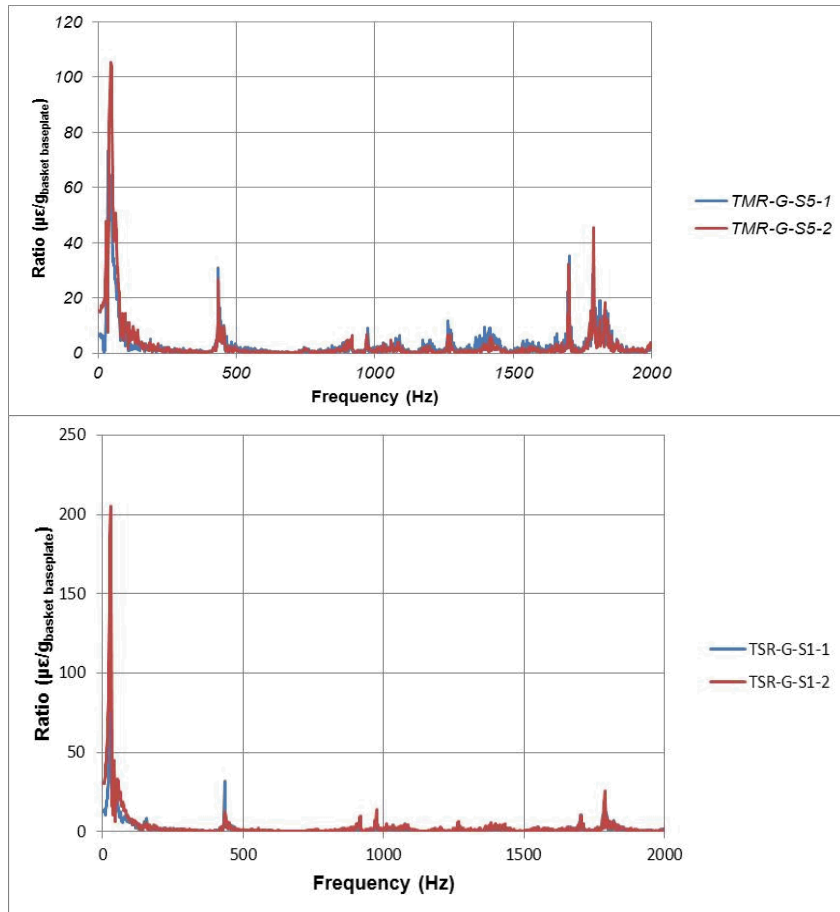 120
100
80
60
40
20
0
Ratio (με/g basket baseplate)
0 500 1000 1500 2000
Frequency (Hz)
TMR-G-S5-1
TMR-G-S5-2
250
200
150
100
50
0
Ratio (με/g basket baseplate)
0 500 1000 1500 2000
Frequency (Hz)
TSR-G-S1-1
TSR-G-S1-2